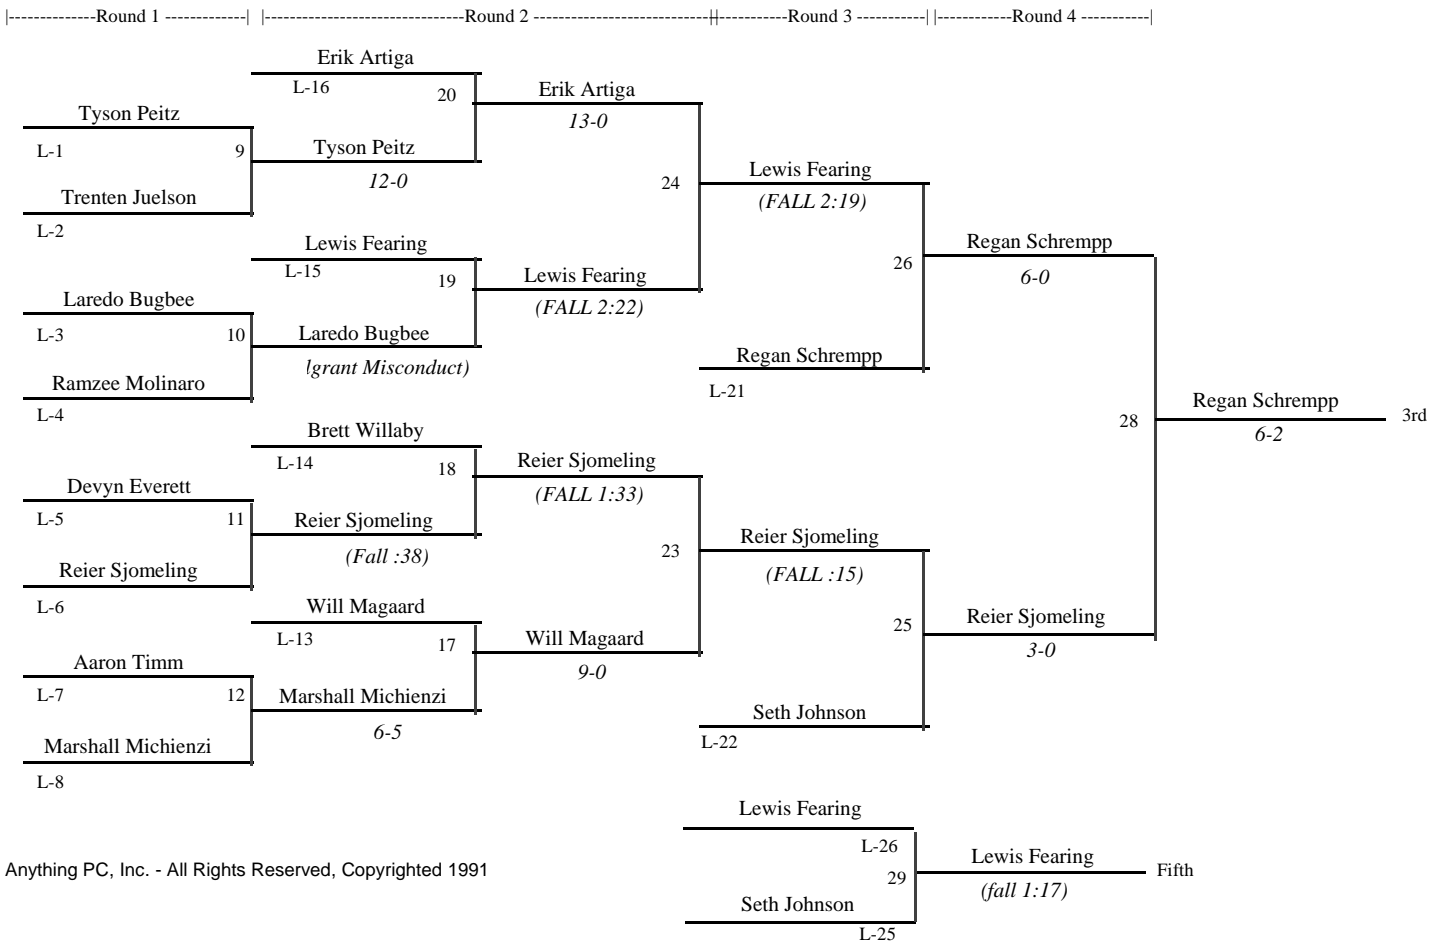 |--------------Round 1 -------------| |---------------------------------Round 2 -----------------------------||-----------Round 3 -----------| |------------Round 4 -----------|
Erik Artiga
L-16
20
Erik Artiga
13-0
Tyson Peitz
L-1
9
Tyson Peitz
12-0
Trenten Juelson
L-2
24
Lewis Fearing
(FALL 2:19)
Lewis Fearing
L-15
19
Lewis Fearing
(FALL 2:22)
26
Regan Schrempp
6-0
Laredo Bugbee
L-3
10
Laredo Bugbee
lgrant Misconduct)
Ramzee Molinaro
L-4
Regan Schrempp
L-21
28
Regan Schrempp
6-2
3rd
Brett Willaby
L-14
18
Reier Sjomeling
(FALL 1:33)
Devyn Everett
L-5
11
Reier Sjomeling
(Fall :38)
Reier Sjomeling
L-6
23
Reier Sjomeling
(FALL :15)
Will Magaard
L-13
17
Will Magaard
9-0
25
Reier Sjomeling
3-0
Aaron Timm
L-7
12
Marshall Michienzi
6-5
Marshall Michienzi
L-8
Seth Johnson
L-22
Lewis Fearing
L-26
29
Lewis Fearing
(fall 1:17)
Fifth
Seth Johnson
L-25
Anything PC, Inc. - All Rights Reserved, Copyrighted 1991